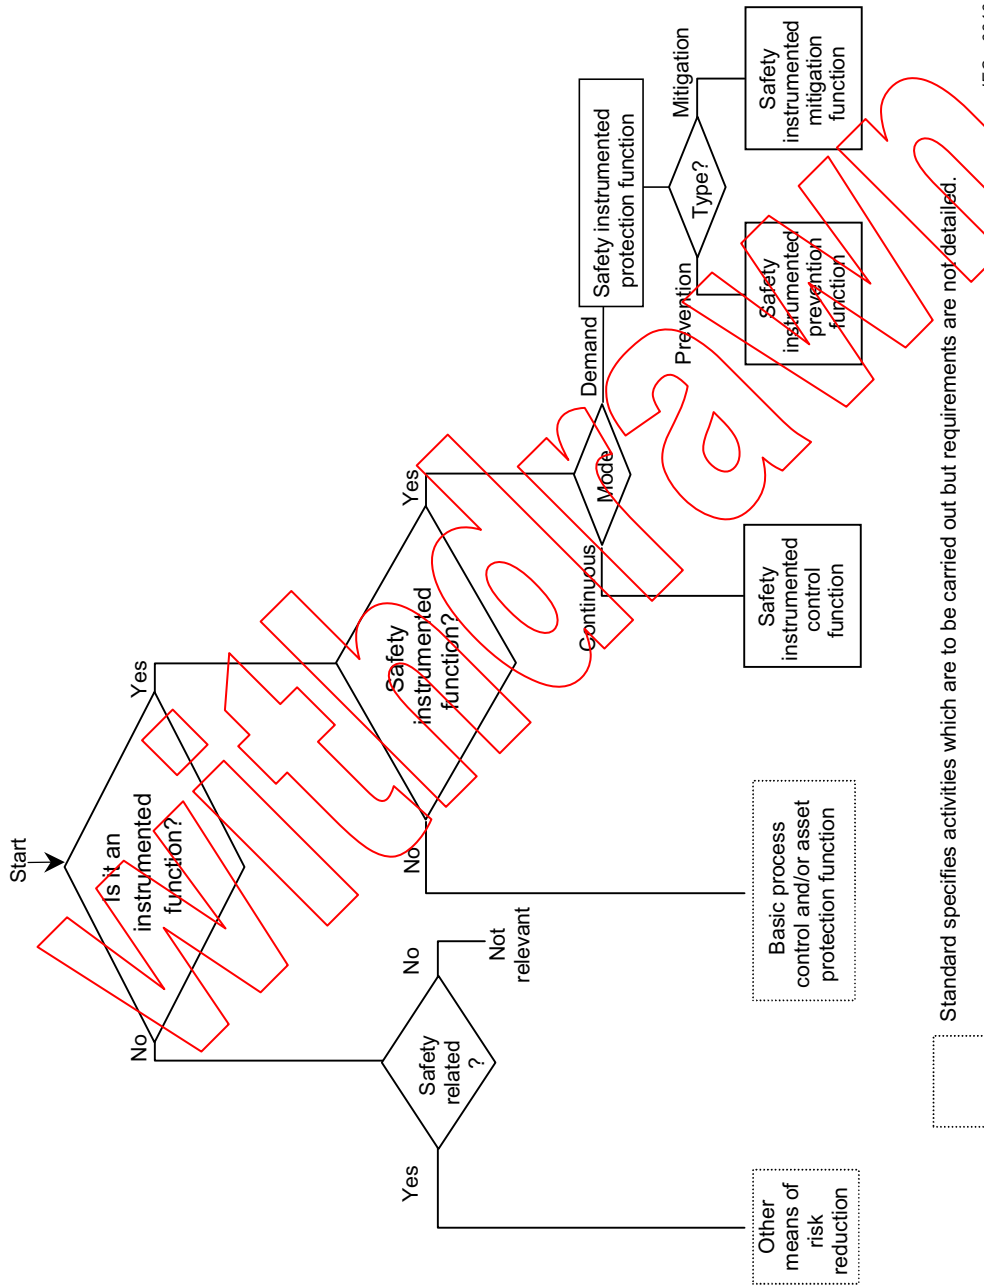 Start
Is it an
instrumented
function?
No
Yes
Safety
related
?
Yes
No
Not
relevant
Safety
instrumented
function?
No
Yes
Mode
Continuous
Demand
Safety instrumented
protection function
Type?
Prevention
Mitigation
Other
means of
risk
reduction
Basic process
control and/or asset
protection function
Safety
instrumented
control
function
Safety
instrumented
prevention
function
Safety
instrumented
mitigation
function
Standard specifies activities which are to be carried out but requirements are not detailed.
Withdrawn